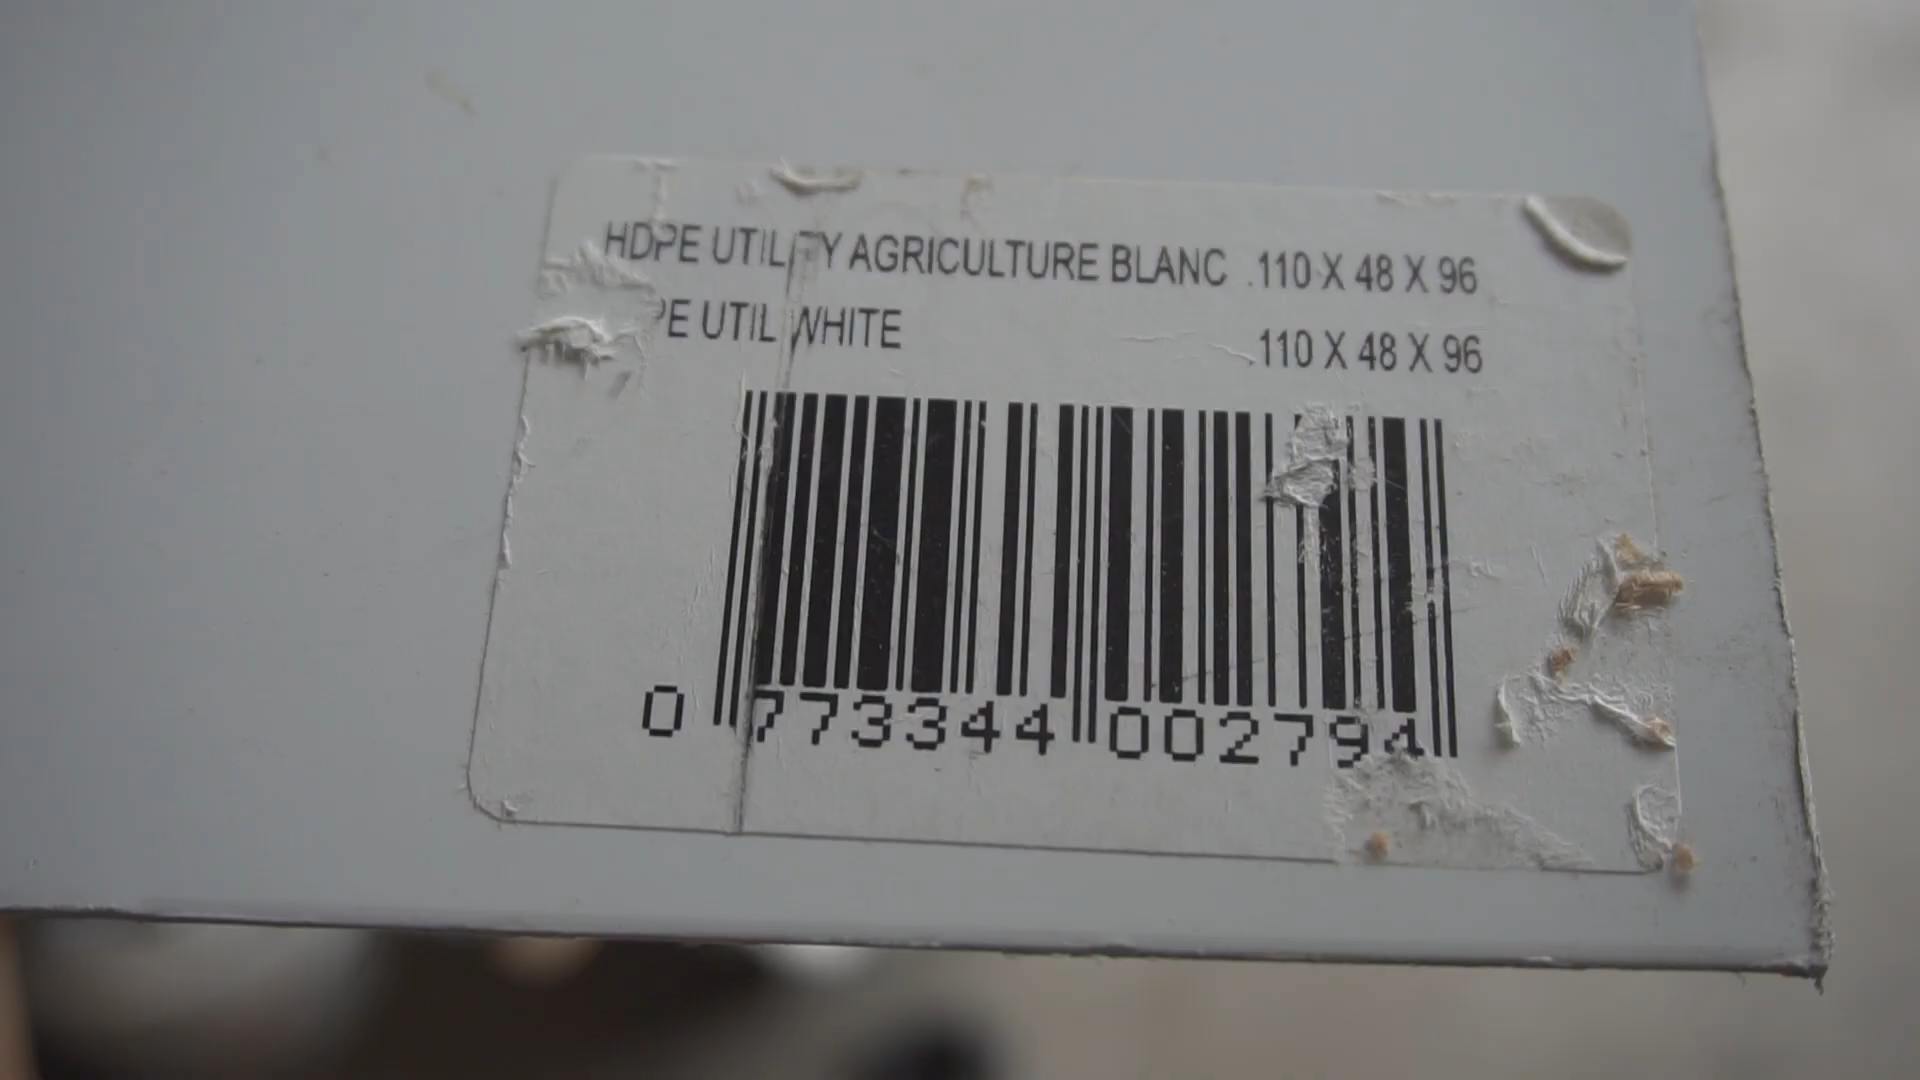 HDPE UTILITY AGRICULTURE BLANC .110 X 48 X 96
PE UTIL WHITE .110 X 48 X 96
0 773344 002794